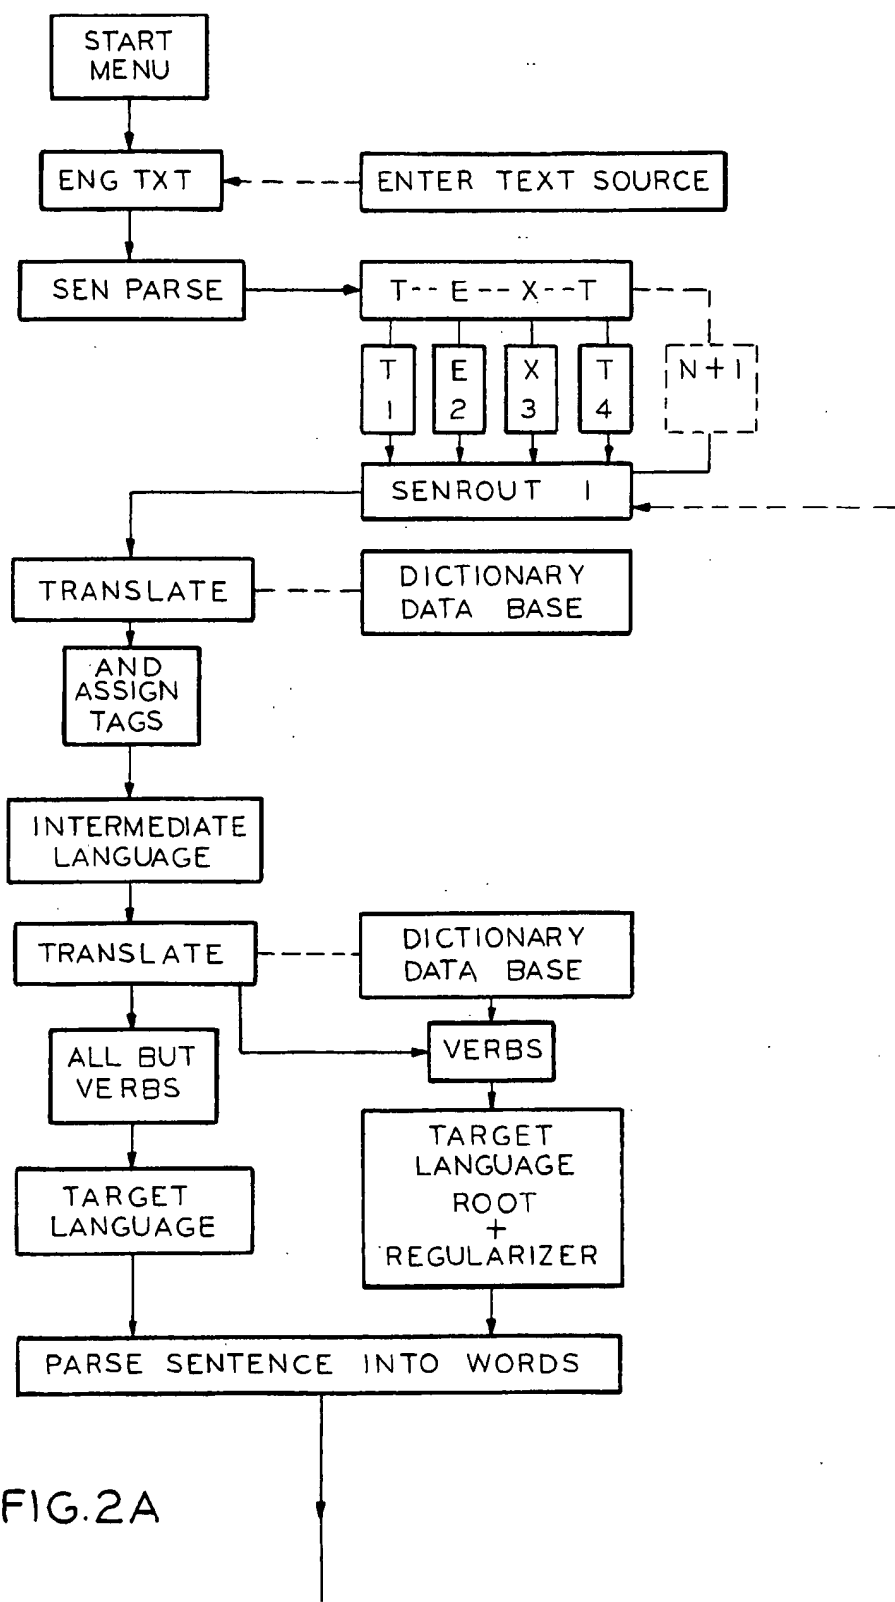 START
MENU
ENG TXT
ENTER TEXT SOURCE
SEN PARSE
T--E--X--T
T
1
E
2
X
3
T
4
N+1
SENROUT 1
TRANSLATE
DICTIONARY
DATA BASE
AND
ASSIGN
TAGS
INTERMEDIATE
LANGUAGE
TRANSLATE
DICTIONARY
DATA BASE
ALL BUT
VERBS
VERBS
TARGET
LANGUAGE
TARGET
LANGUAGE
ROOT
+
REGULARIZER
PARSE SENTENCE INTO WORDS
FIG.2A